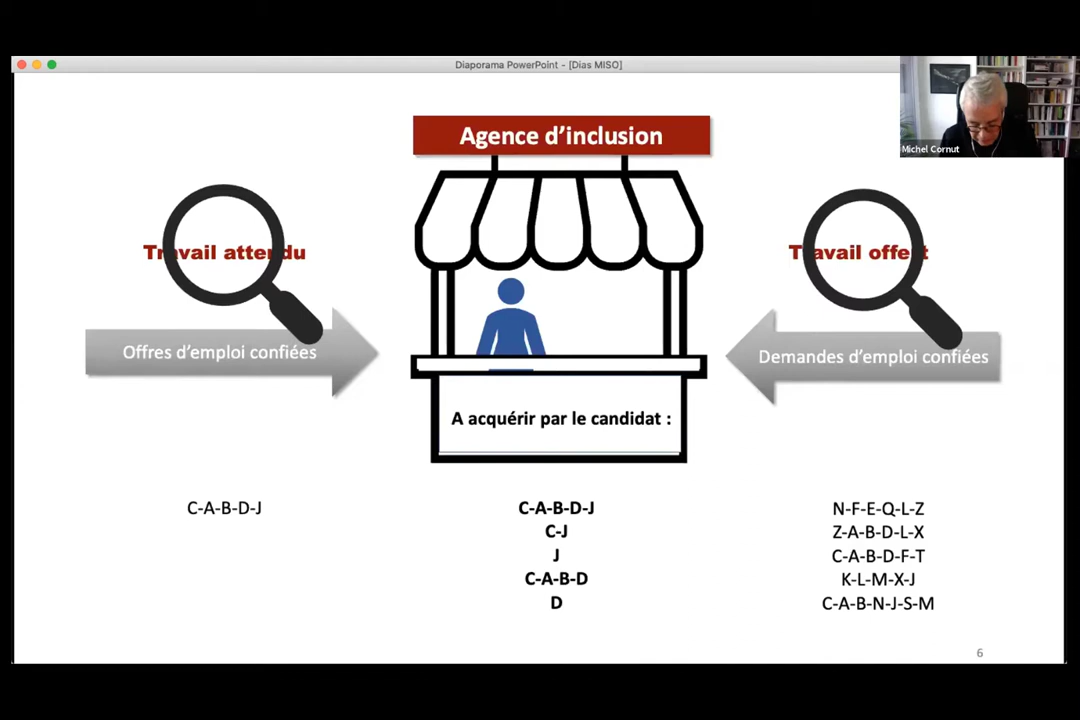 Diaporama PowerPoint - [Dias MISO]
Michel Cornut
Agence d'inclusion
Travail attendu
Travail offert
Offres d'emploi confiées
Demandes d'emploi confiées
A acquérir par le candidat :
C-A-B-D-J
C-A-B-D-J
C-J
J
C-A-B-D
D
N-F-E-Q-L-Z
Z-A-B-D-L-X
C-A-B-D-F-T
K-L-M-X-J
C-A-B-N-J-S-M
6